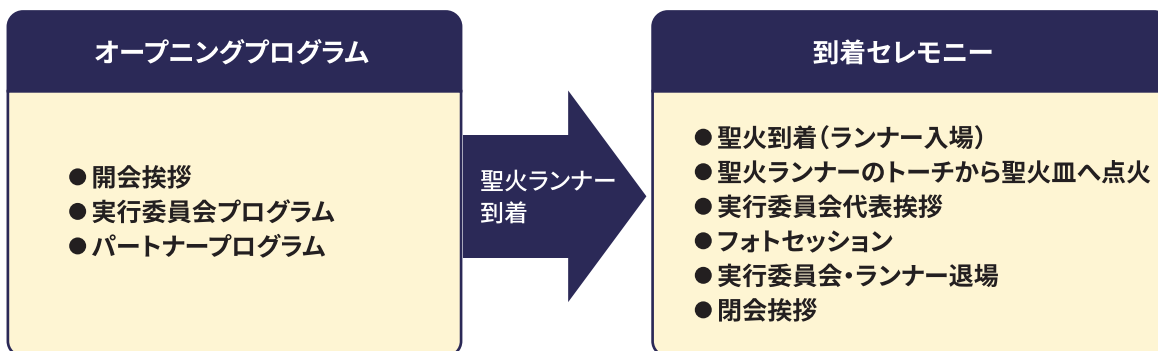 オープニングプログラム
●開会挨拶
●実行委員会プログラム
●パートナープログラム
聖火ランナー
到着
到着セレモニー
●聖火到着（ランナー入場）
●聖火ランナーのトーチから聖火皿へ点火
●実行委員会代表挨拶
●フォトセッション
●実行委員会・ランナー退場
●閉会挨拶